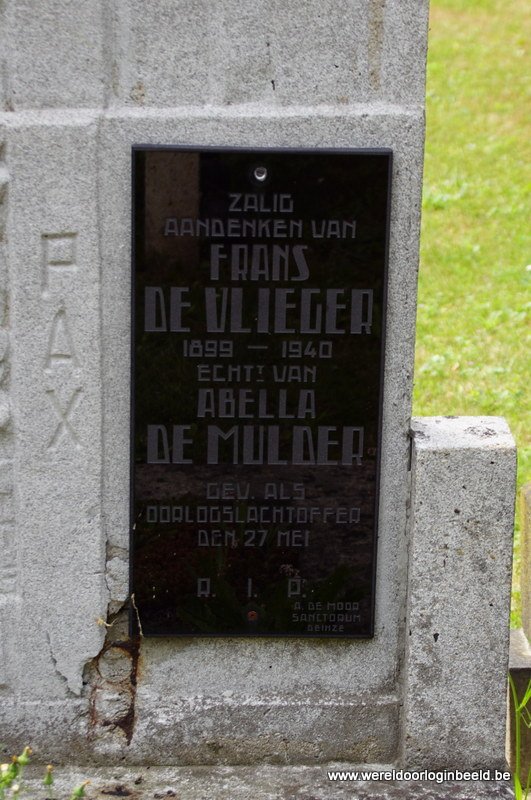 PAX
ZALIG
AANDENKEN VAN
FRANS
DE VLIEGER
1899 — 1940
ECHT.T VAN
ABELLA
DE MULDER
GEV. ALS
OORLOGSLACHTOFFER
DEN 27 MEI
R. I. P.
A. DE MOOR
SANCTORUM
DEINZE
www.wereldoorloginbeeld.be